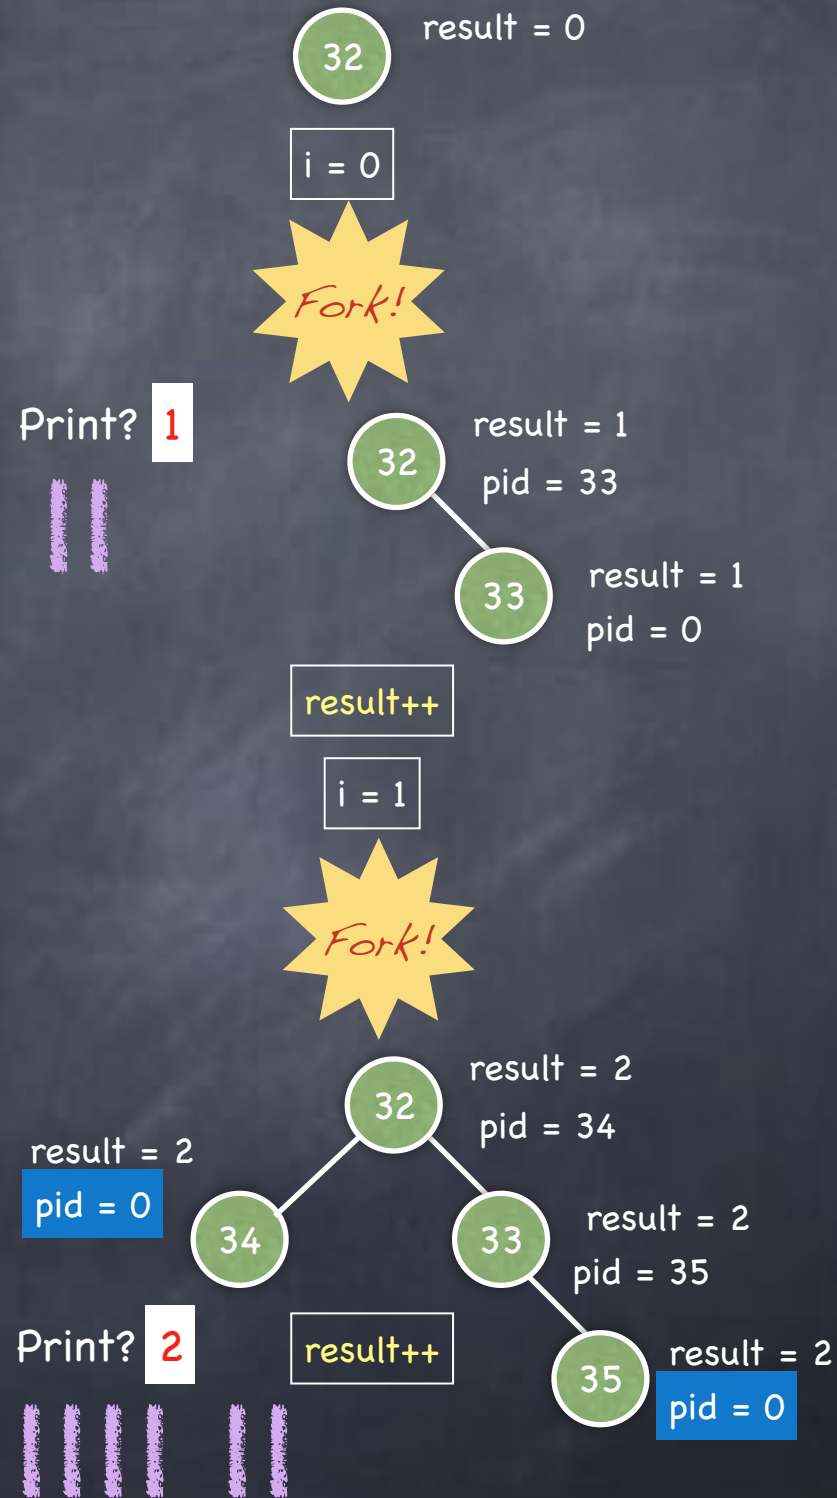 32
result = 0
i = 0
Fork!
Print? 1
32
result = 1
pid = 33
33
result = 1
pid = 0
result++
i = 1
Fork!
32
result = 2
pid = 34
result = 2
pid = 0
34
33
result = 2
pid = 35
Print? 2
result++
35
result = 2
pid = 0